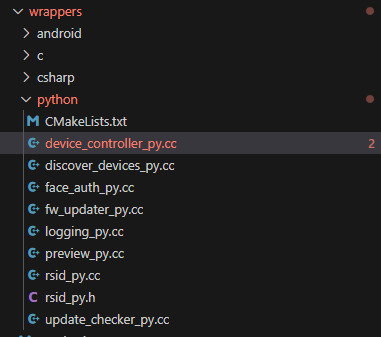 wrappers
android
c
csharp
python
CMakeLists.txt
device_controller_py.cc 2
discover_devices_py.cc
face_auth_py.cc
fw_updater_py.cc
logging_py.cc
preview_py.cc
rsid_py.cc
rsid_py.h
update_checker_py.cc